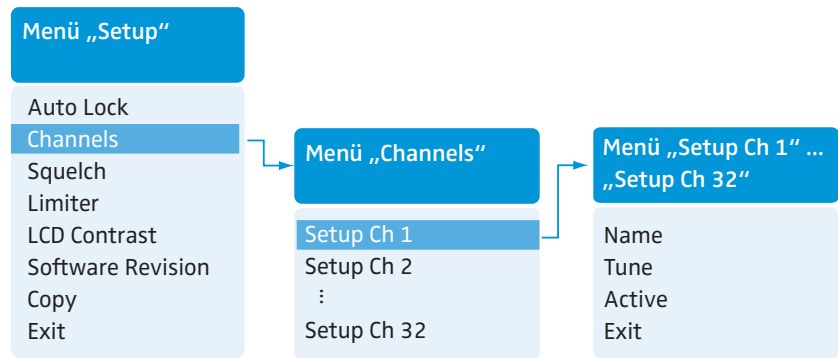 Menü „Setup“
Auto Lock
Channels
Squelch
Limiter
LCD Contrast
Software Revision
Copy
Exit
Menü „Channels“
Setup Ch 1
Setup Ch 2
⋮
Setup Ch 32
Menü „Setup Ch 1“ ...
„Setup Ch 32“
Name
Tune
Active
Exit